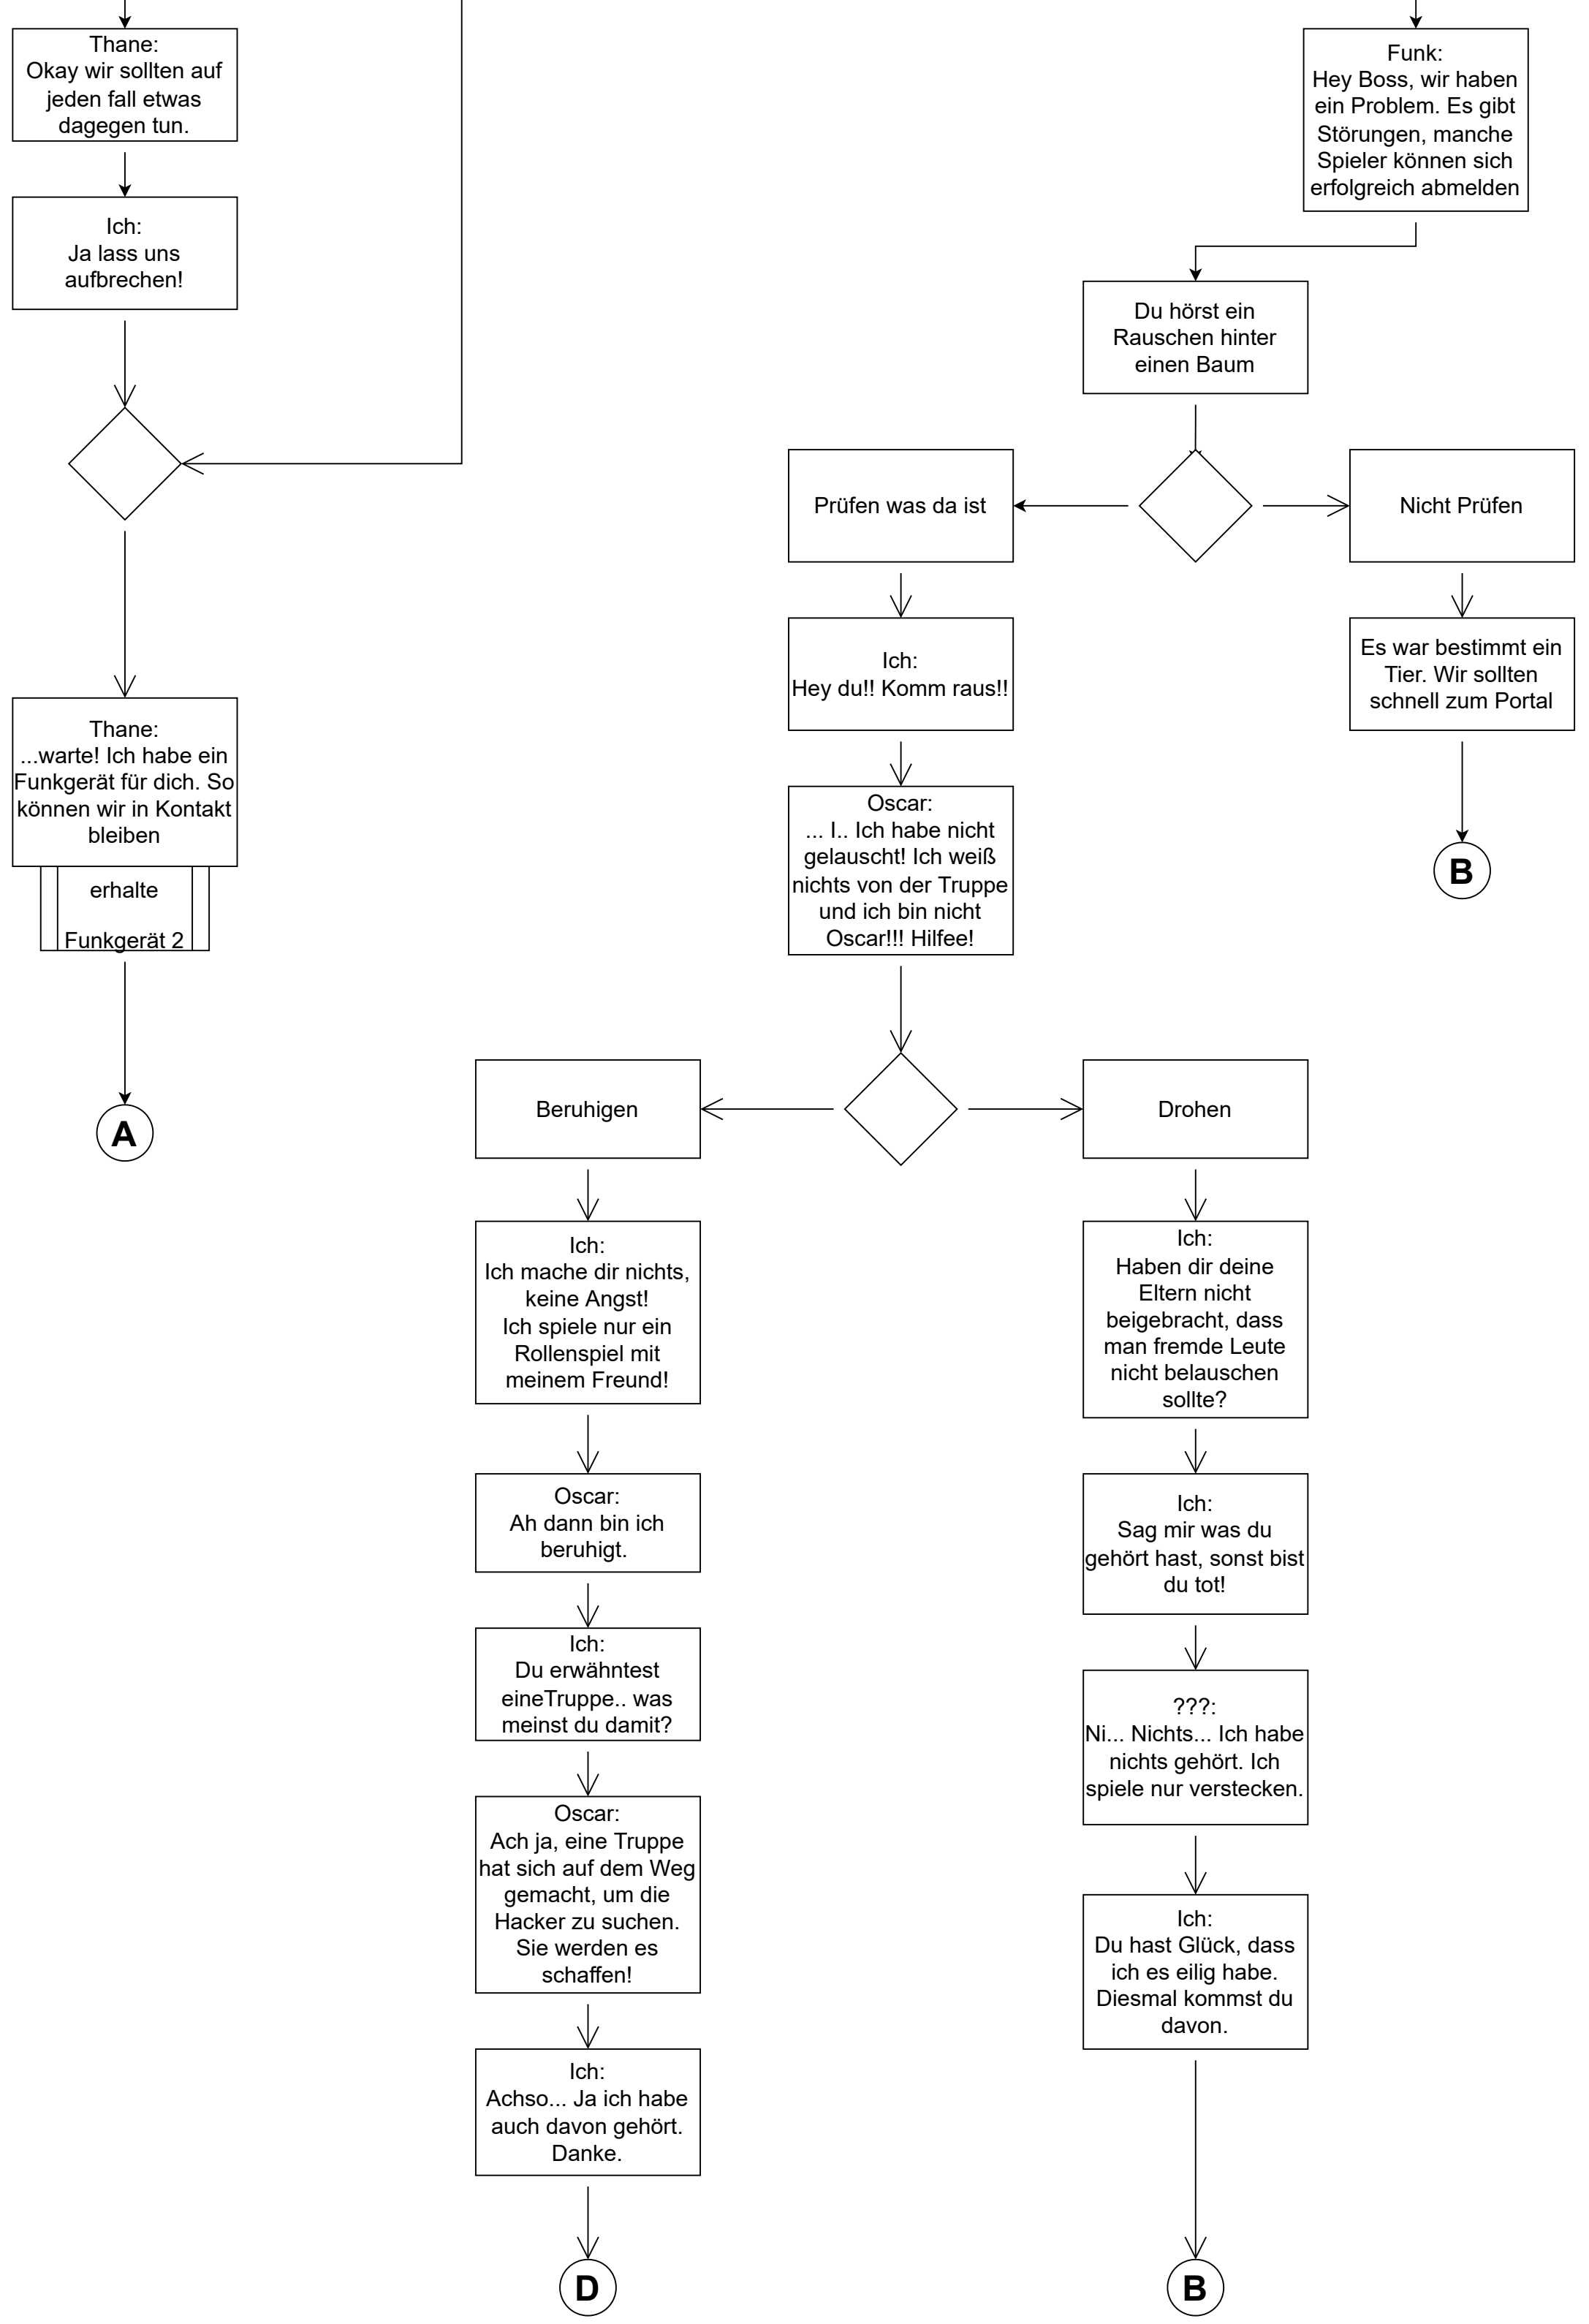 Thane:
Okay wir sollten auf
jeden fall etwas
dagegen tun.
Ich:
Ja lass uns
aufbrechen!
Thane:
...warte! Ich habe ein
Funkgerät für dich. So
können wir in Kontakt
bleiben
erhalte
Funkgerät 2
A
Funk:
Hey Boss, wir haben
ein Problem. Es gibt
Störungen, manche
Spieler können sich
erfolgreich abmelden
Du hörst ein
Rauschen hinter
einen Baum
Prüfen was da ist
Nicht Prüfen
Ich:
Hey du!! Komm raus!!
Es war bestimmt ein
Tier. Wir sollten
schnell zum Portal
B
Oscar:
... I.. Ich habe nicht
gelauscht! Ich weiß
nichts von der Truppe
und ich bin nicht
Oscar!!! Hilfee!
Beruhigen
Drohen
Ich:
Ich mache dir nichts,
keine Angst!
Ich spiele nur ein
Rollenspiel mit
meinem Freund!
Oscar:
Ah dann bin ich
beruhigt.
Ich:
Du erwähntest
eineTruppe.. was
meinst du damit?
Oscar:
Ach ja, eine Truppe
hat sich auf dem Weg
gemacht, um die
Hacker zu suchen.
Sie werden es
schaffen!
Ich:
Achso... Ja ich habe
auch davon gehört.
Danke.
D
Ich:
Haben dir deine
Eltern nicht
beigebracht, dass
man fremde Leute
nicht belauschen
sollte?
Ich:
Sag mir was du
gehört hast, sonst bist
du tot!
???:
Ni... Nichts... Ich habe
nichts gehört. Ich
spiele nur verstecken.
Ich:
Du hast Glück, dass
ich es eilig habe.
Diesmal kommst du
davon.
B